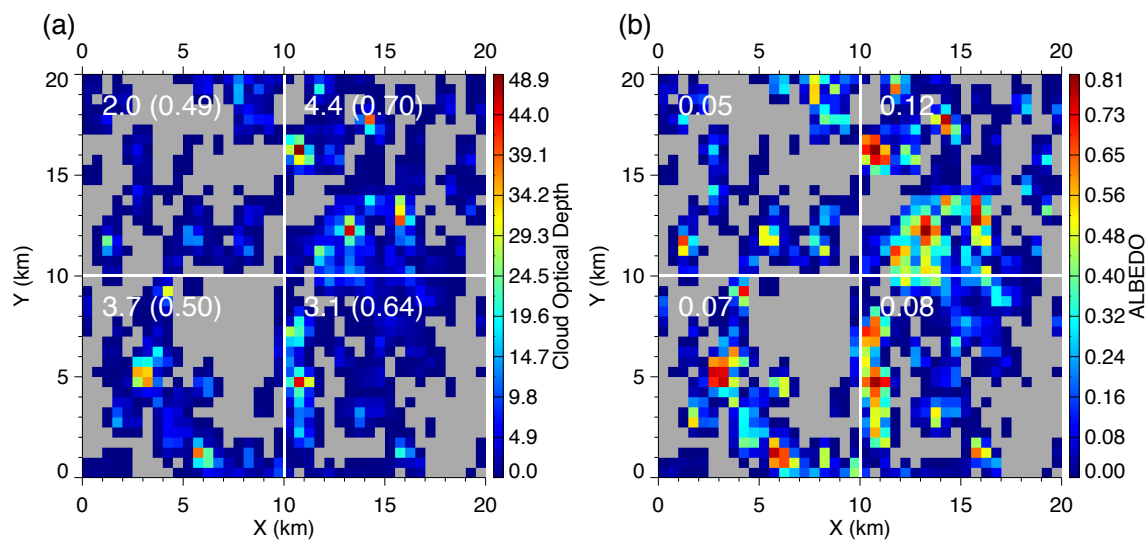 (a)
0 5 10 15 20
20
15
10
5
0
Y (km)
2.0 (0.49) 4.4 (0.70)
3.7 (0.50) 3.1 (0.64)
0 5 10 15 20
X (km)
48.9
44.0
39.1
34.2
29.3
24.5
19.6
14.7
9.8
4.9
0.0
Cloud Optical Depth
(b)
0 5 10 15 20
20
15
10
5
0
Y (km)
0.05 0.12
0.07 0.08
0 5 10 15 20
X (km)
0.81
0.73
0.65
0.56
0.48
0.40
0.32
0.24
0.16
0.08
0.00
ALBEDO